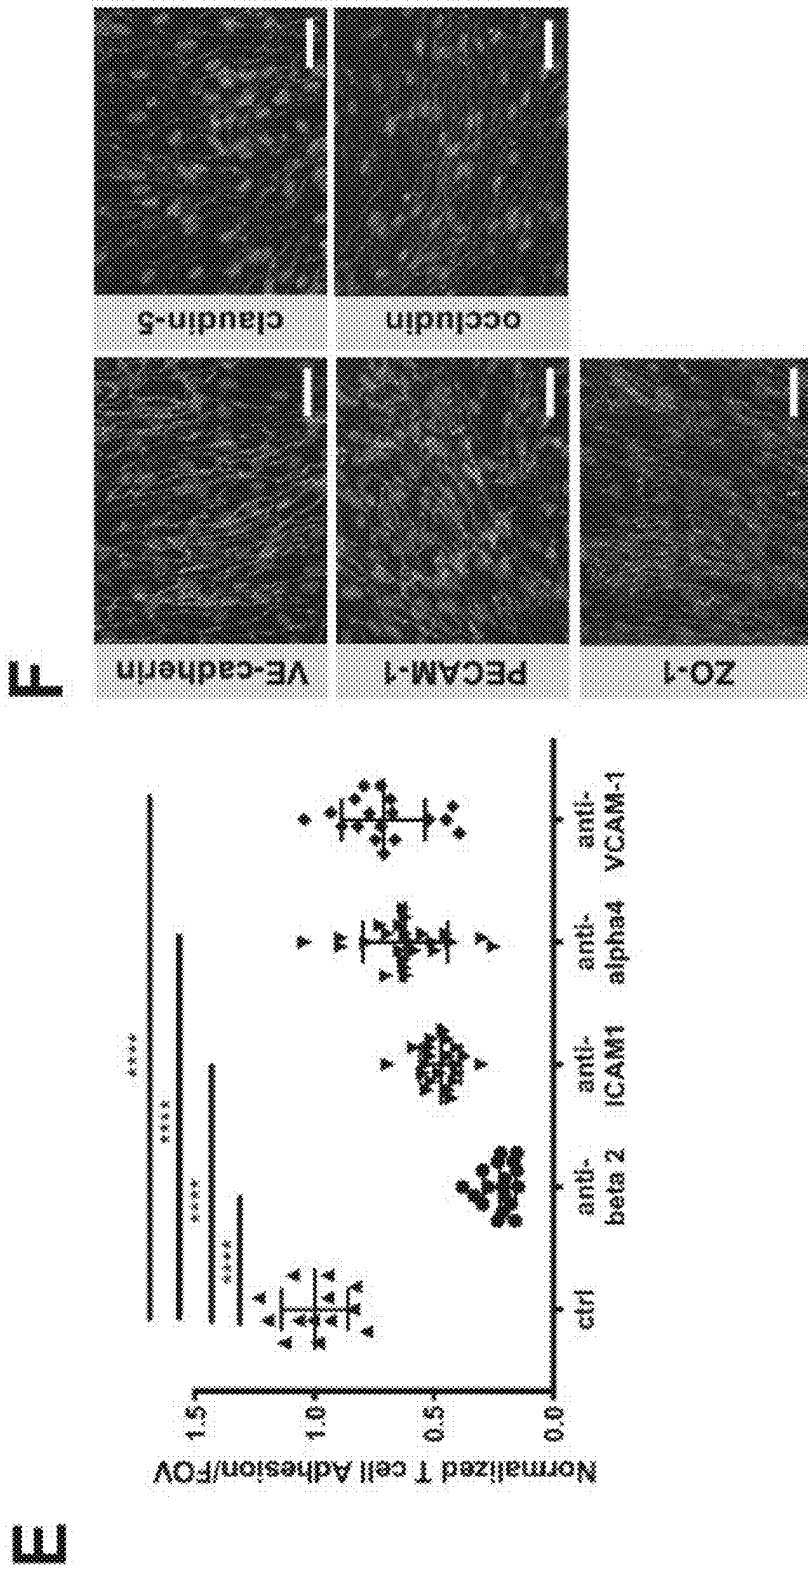 E
Normalized T cell Adhesion/FOV
1.5
1.0
0.5
0.0
****
****
****
****
ctrl
anti-
beta 2
anti-
ICAM1
anti-
alpha4
anti-
VCAM-1
F
VE-cadherin
claudin-5
PECAM-1
occludin
ZO-1